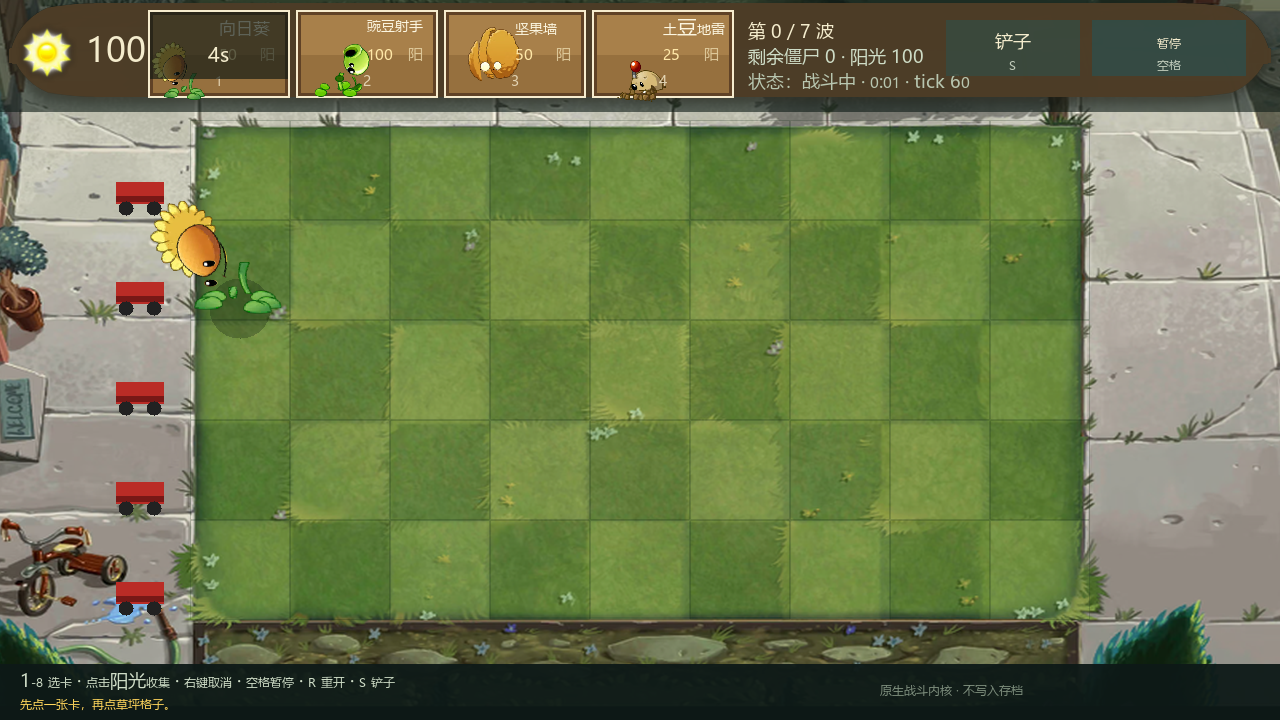 100
向日葵
4s
0 阳
1
豌豆射手
100 阳
2
坚果墙
50 阳
3
土豆地雷
25 阳
4
第 0 / 7 波
剩余僵尸 0 · 阳光 100
状态: 战斗中 · 0:01 · tick 60
铲子
S
暂停
空格
WELCOME
1-8 选卡 · 点击阳光收集 · 右键取消 · 空格暂停 · R 重开 · S 铲子
先点一张卡，再点草坪格子。
原生战斗内核 · 不写入存档